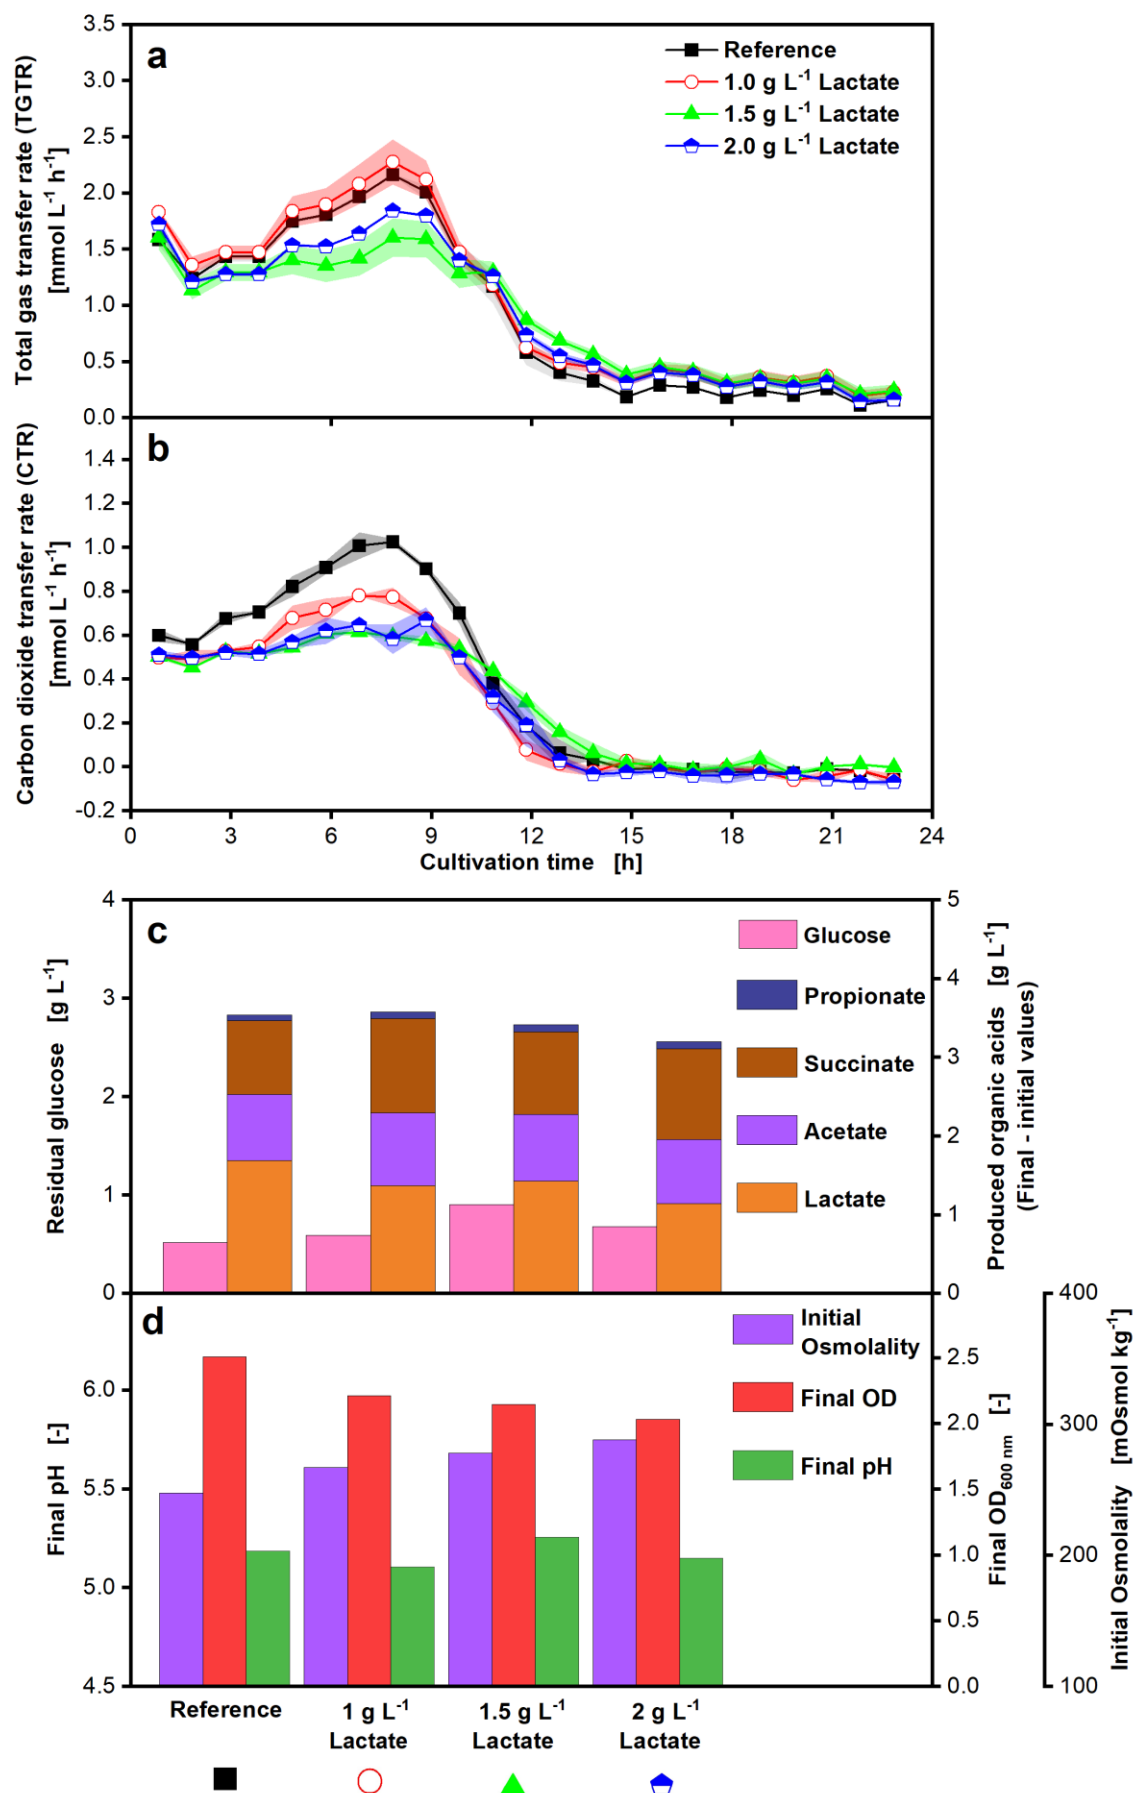 a
Total gas transfer rate (TGTR)
[mmol L⁻¹ h⁻¹]
3.5
3.0
2.5
2.0
1.5
1.0
0.5
0.0
Reference
1.0 g L⁻¹ Lactate
1.5 g L⁻¹ Lactate
2.0 g L⁻¹ Lactate
b
Carbon dioxide transfer rate (CTR)
[mmol L⁻¹ h⁻¹]
1.4
1.2
1.0
0.8
0.6
0.4
0.2
0.0
-0.2
0 3 6 9 12 15 18 21 24
Cultivation time [h]
c
Residual glucose [g L⁻¹]
4
3
2
1
0
Glucose
Propionate
Succinate
Acetate
Lactate
5
4
3
2
1
0
Produced organic acids [g L⁻¹]
(Final - initial values)
d
Final pH [-]
6.0
5.5
5.0
4.5
Initial
Osmolality
Final OD
Final pH
2.5
2.0
1.5
1.0
0.5
0.0
Final OD₆₀₀ ₙₘ [-]
400
300
200
100
Initial Osmolality [mOsmol kg⁻¹]
Reference
1 g L⁻¹
Lactate
1.5 g L⁻¹
Lactate
2 g L⁻¹
Lactate